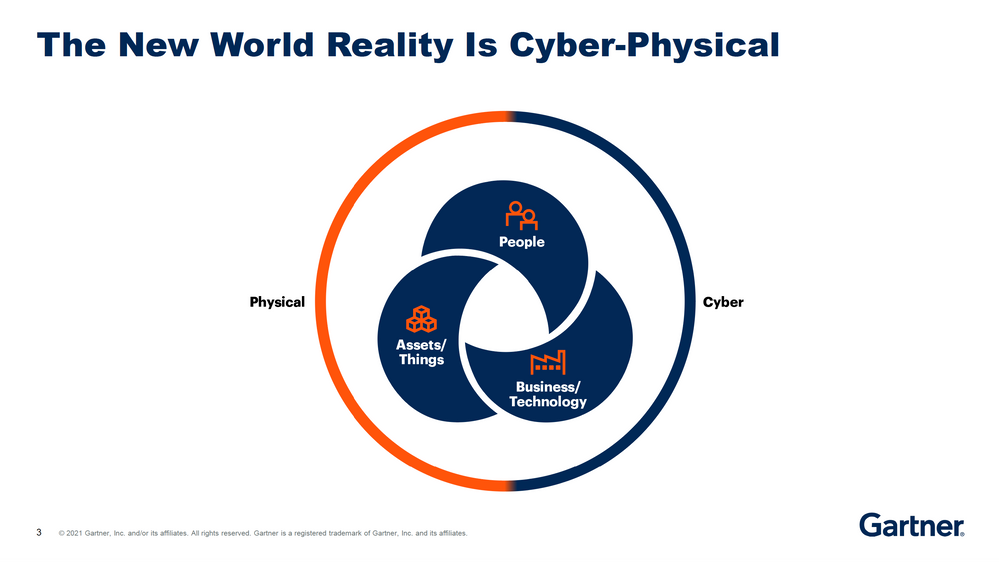 The New World Reality Is Cyber-Physical
People
Physical
Cyber
Assets/
Things
Business/
Technology
3 © 2021 Gartner, Inc. and/or its affiliates. All rights reserved. Gartner is a registered trademark of Gartner, Inc. and its affiliates.
Gartner®